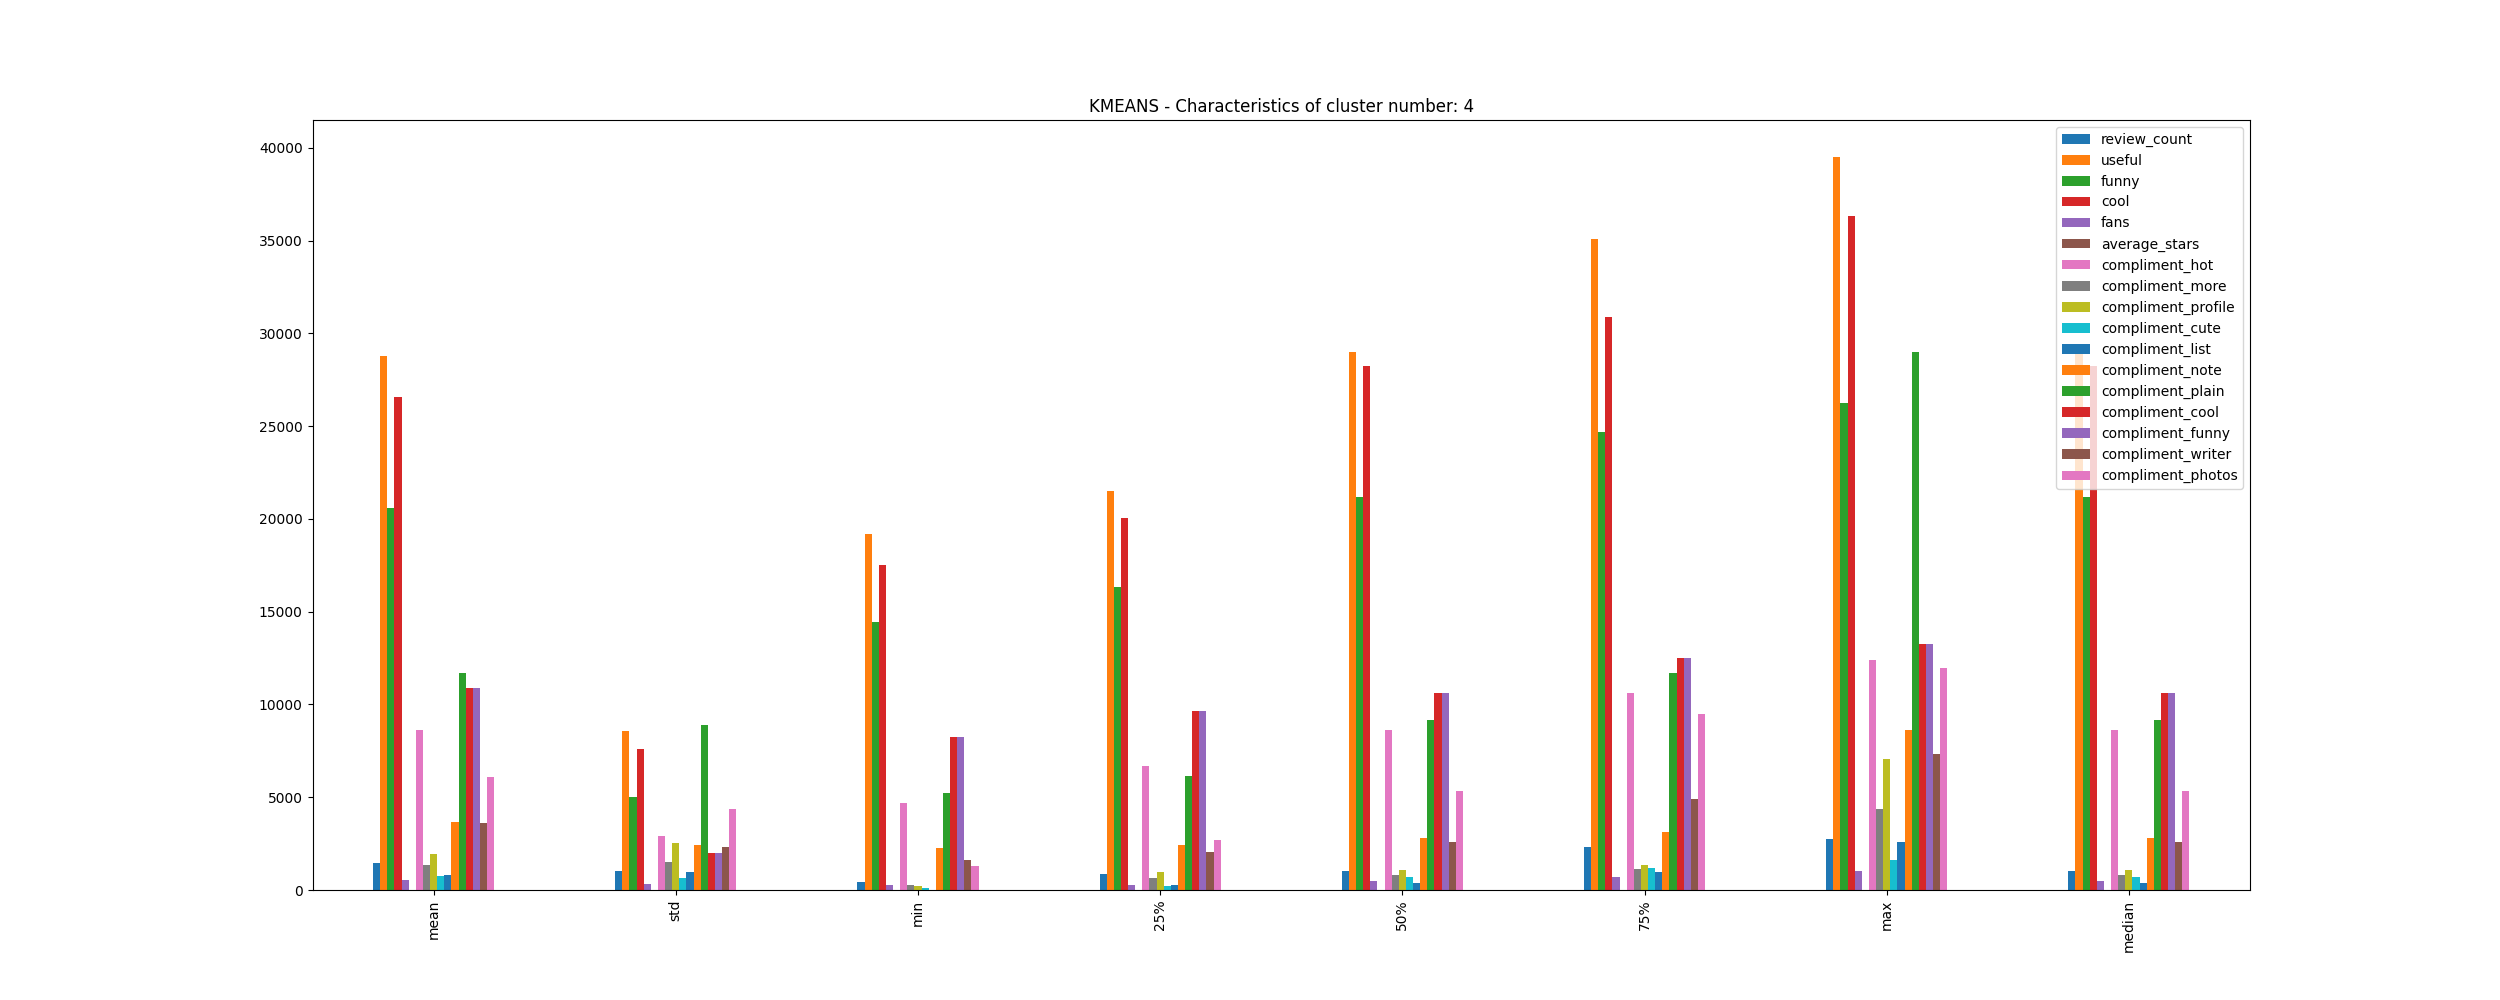 KMEANS - Characteristics of cluster number: 4
40000
35000
30000
25000
20000
15000
10000
5000
0
review_count
useful
funny
cool
fans
average_stars
compliment_hot
compliment_more
compliment_profile
compliment_cute
compliment_list
compliment_note
compliment_plain
compliment_cool
compliment_funny
compliment_writer
compliment_photos
mean
std
min
25%
50%
75%
max
median